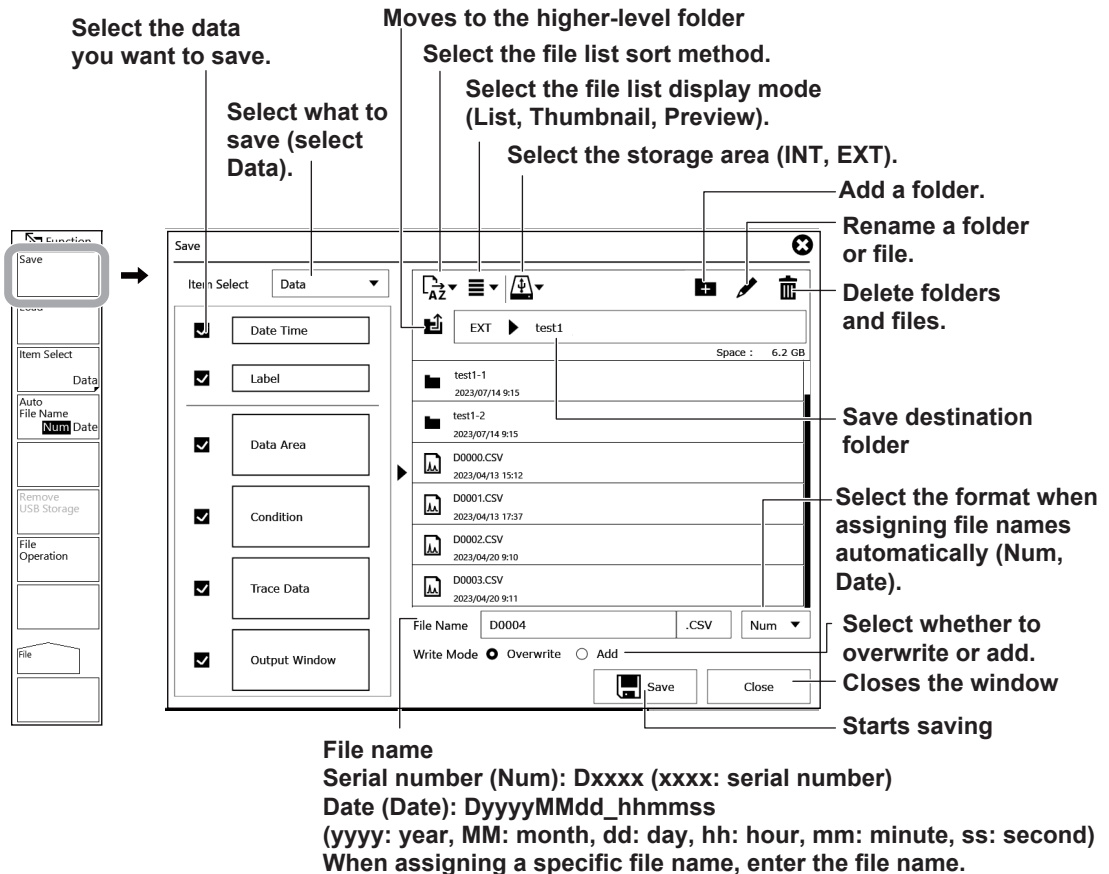 Select the data
you want to save.
Moves to the higher-level folder
Select the file list sort method.
Select what to
save (select
Data).
Select the file list display mode
(List, Thumbnail, Preview).
Select the storage area (INT, EXT).
Add a folder.
Rename a folder
or file.
Delete folders
and files.
Save destination
folder
Select the format when
assigning file names
automatically (Num,
Date).
Select whether to
overwrite or add.
Closes the window
Starts saving
Function
Save
Load
Item Select
Data
Auto
File Name
Num Date
Remove
USB Storage
File
Operation
File
Save
Item Select Data
Date Time
Label
Data Area
Condition
Trace Data
Output Window
AZ
EXT test1
Space : 6.2 GB
test1-1
2023/07/14 9:15
test1-2
2023/07/14 9:15
D0000.CSV
2023/04/13 15:12
D0001.CSV
2023/04/13 17:37
D0002.CSV
2023/04/20 9:10
D0003.CSV
2023/04/20 9:11
File Name D0004 .CSV Num
Write Mode Overwrite Add
Save Close
File name
Serial number (Num): Dxxxx (xxxx: serial number)
Date (Date): DyyyyMMdd_hhmmss
(yyyy: year, MM: month, dd: day, hh: hour, mm: minute, ss: second)
When assigning a specific file name, enter the file name.